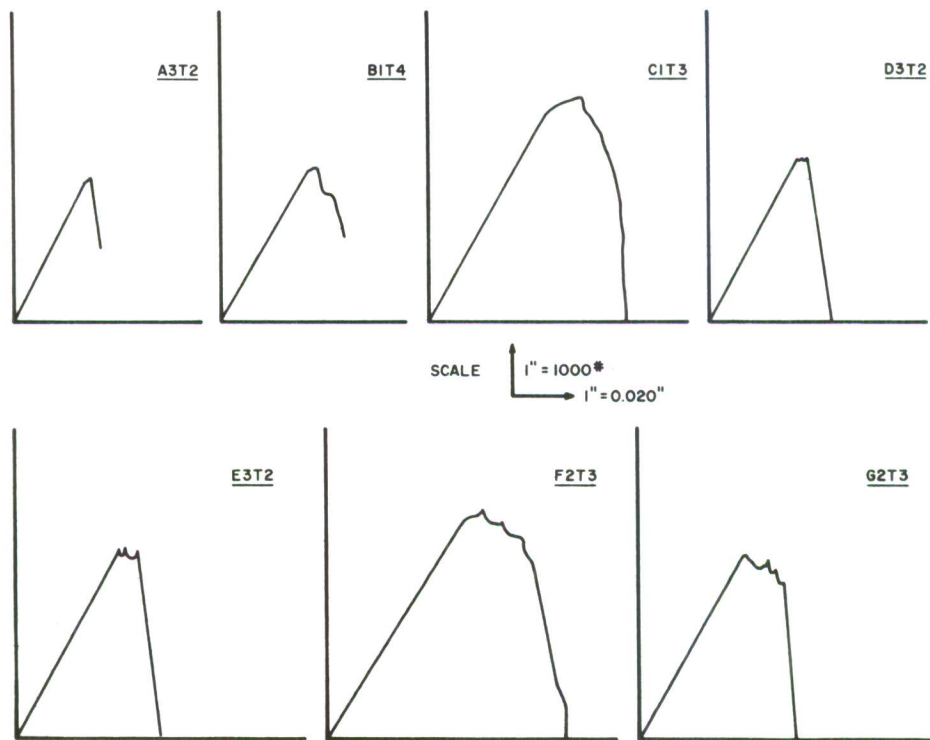 A3T2
B1T4
C1T3
D3T2
SCALE
1" = 1000#
1" = 0.020"
E3T2
F2T3
G2T3